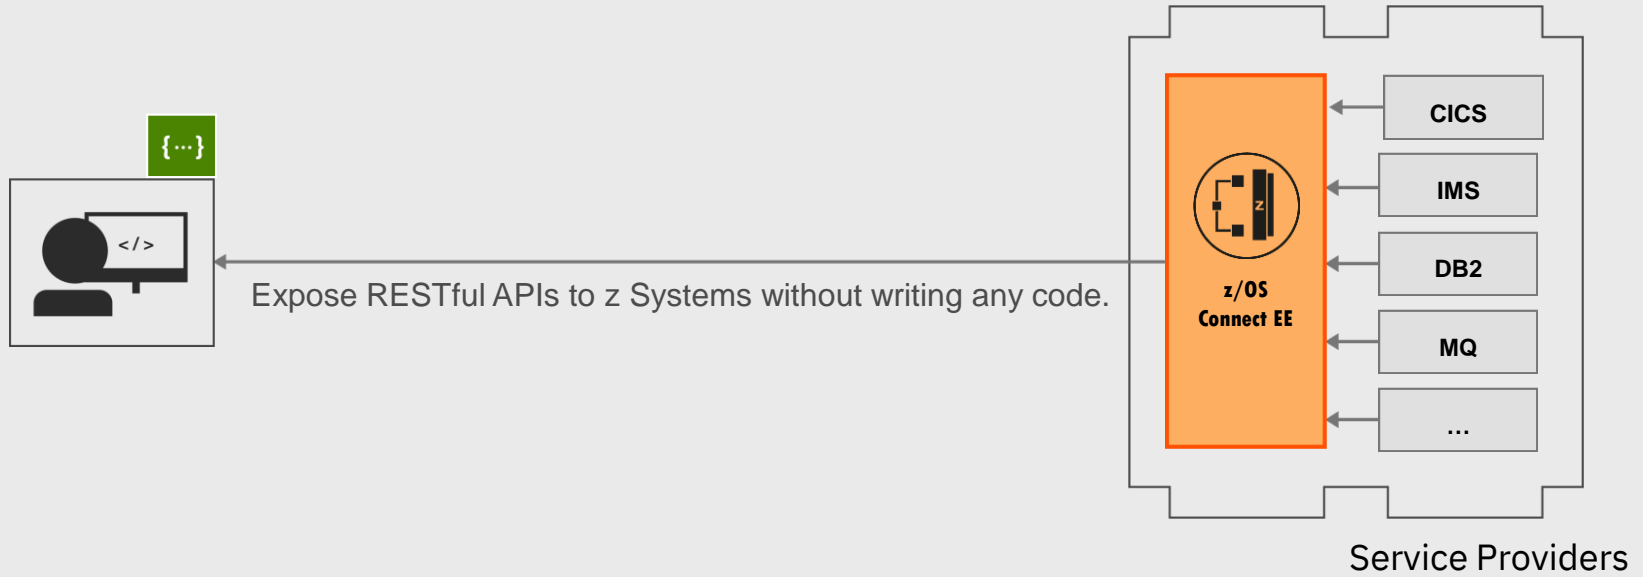 {···}
</>
Expose RESTful APIs to z Systems without writing any code.
z
z/OS
Connect EE
CICS
IMS
DB2
MQ
...
Service Providers